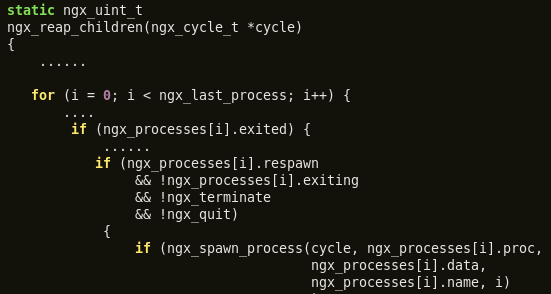 static ngx_uint_t
ngx_reap_children(ngx_cycle_t *cycle)
{
    ......
   for (i = 0; i < ngx_last_process; i++) {
       ....
        if (ngx_processes[i].exited) {
            ......
           if (ngx_processes[i].respawn
                && !ngx_processes[i].exiting
                && !ngx_terminate
                && !ngx_quit)
            {
                if (ngx_spawn_process(cycle, ngx_processes[i].proc,
                                      ngx_processes[i].data,
                                      ngx_processes[i].name, i)